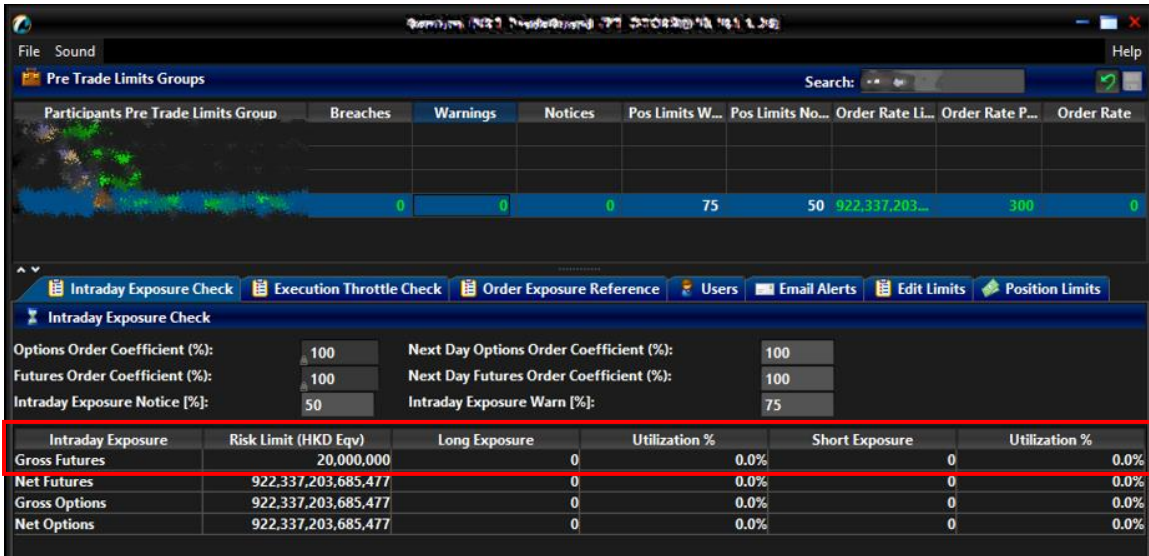 File Sound Help
Pre Trade Limits Groups Search:
Participants Pre Trade Limits Group Breaches Warnings Notices Pos Limits W... Pos Limits No... Order Rate Li... Order Rate P... Order Rate
0 0 0 75 50 922,337,203... 300 0
Intraday Exposure Check Execution Throttle Check Order Exposure Reference Users Email Alerts Edit Limits Position Limits
Intraday Exposure Check
Options Order Coefficient (%): 100 Next Day Options Order Coefficient (%): 100
Futures Order Coefficient (%): 100 Next Day Futures Order Coefficient (%): 100
Intraday Exposure Notice [%]: 50 Intraday Exposure Warn [%]: 75
Intraday Exposure Risk Limit (HKD Eqv) Long Exposure Utilization % Short Exposure Utilization %
Gross Futures 20,000,000 0 0.0% 0 0.0%
Net Futures 922,337,203,685,477 0 0.0% 0 0.0%
Gross Options 922,337,203,685,477 0 0.0% 0 0.0%
Net Options 922,337,203,685,477 0 0.0% 0 0.0%